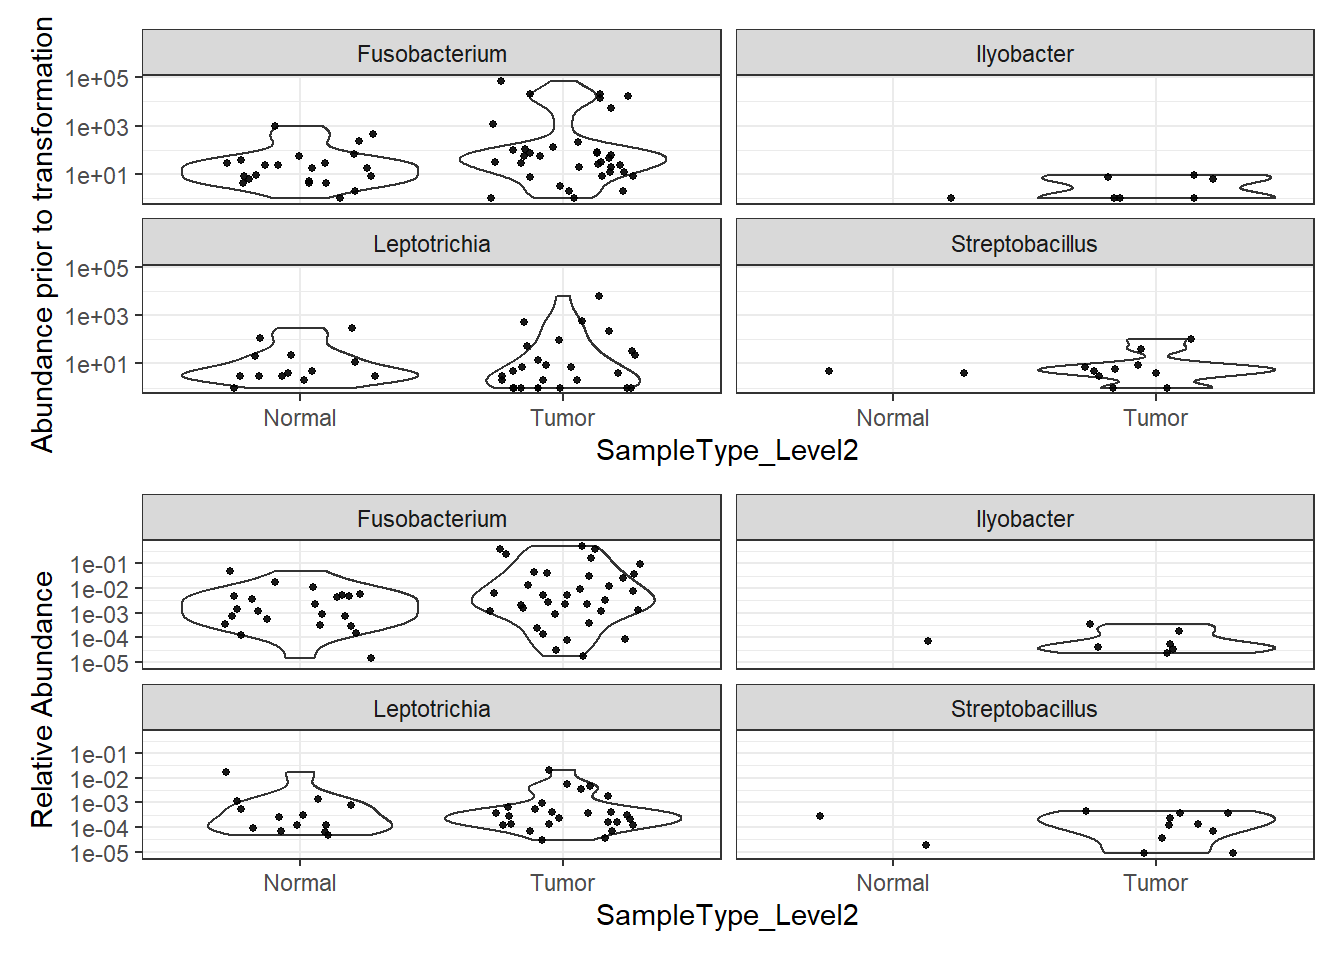 Abundance prior to transformation
Fusobacterium
Ilyobacter
1e+05
1e+03
1e+01
Leptotrichia
Streptobacillus
1e+05
1e+03
1e+01
Normal
Tumor
Normal
Tumor
SampleType_Level2
Relative Abundance
Fusobacterium
Ilyobacter
1e-01
1e-02
1e-03
1e-04
1e-05
Leptotrichia
Streptobacillus
1e-01
1e-02
1e-03
1e-04
1e-05
Normal
Tumor
Normal
Tumor
SampleType_Level2